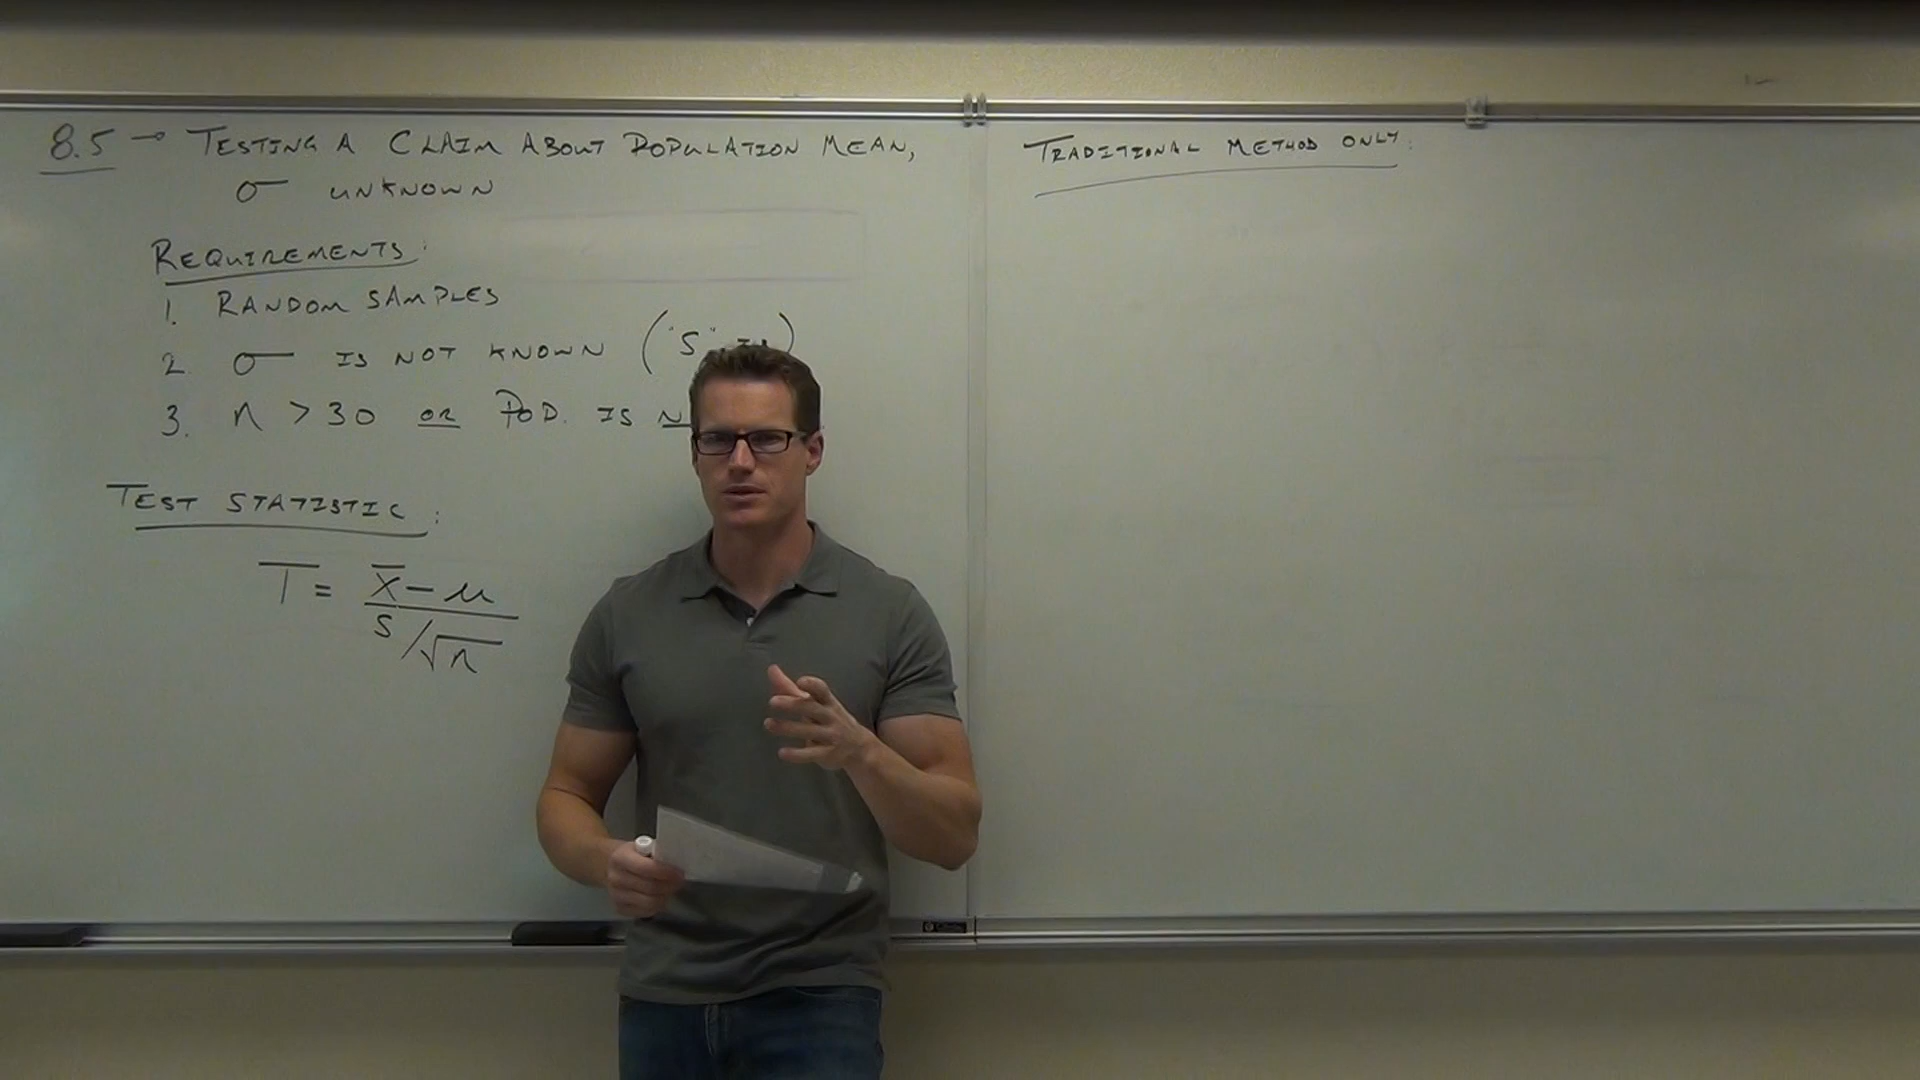 8.5 → TESTING A CLAIM ABOUT POPULATION MEAN,
σ UNKNOWN
REQUIREMENTS:
1. RANDOM SAMPLES
2. σ IS NOT KNOWN ("S" IS)
3. n > 30 OR POP. IS N
TEST STATISTIC:
T = x̄ - μ
s/√n
TRADITIONAL METHOD ONLY: